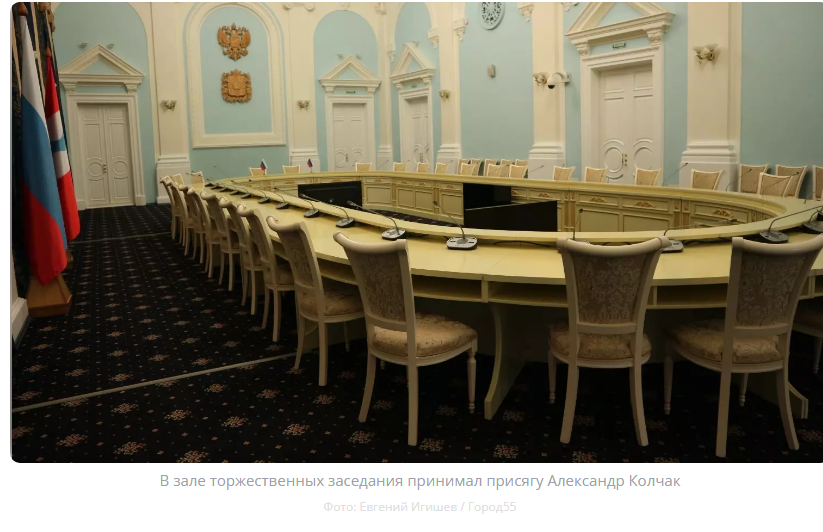 В зале торжественных заседания принимал присягу Александр Колчак
Фото: Евгений Игишев / Город55